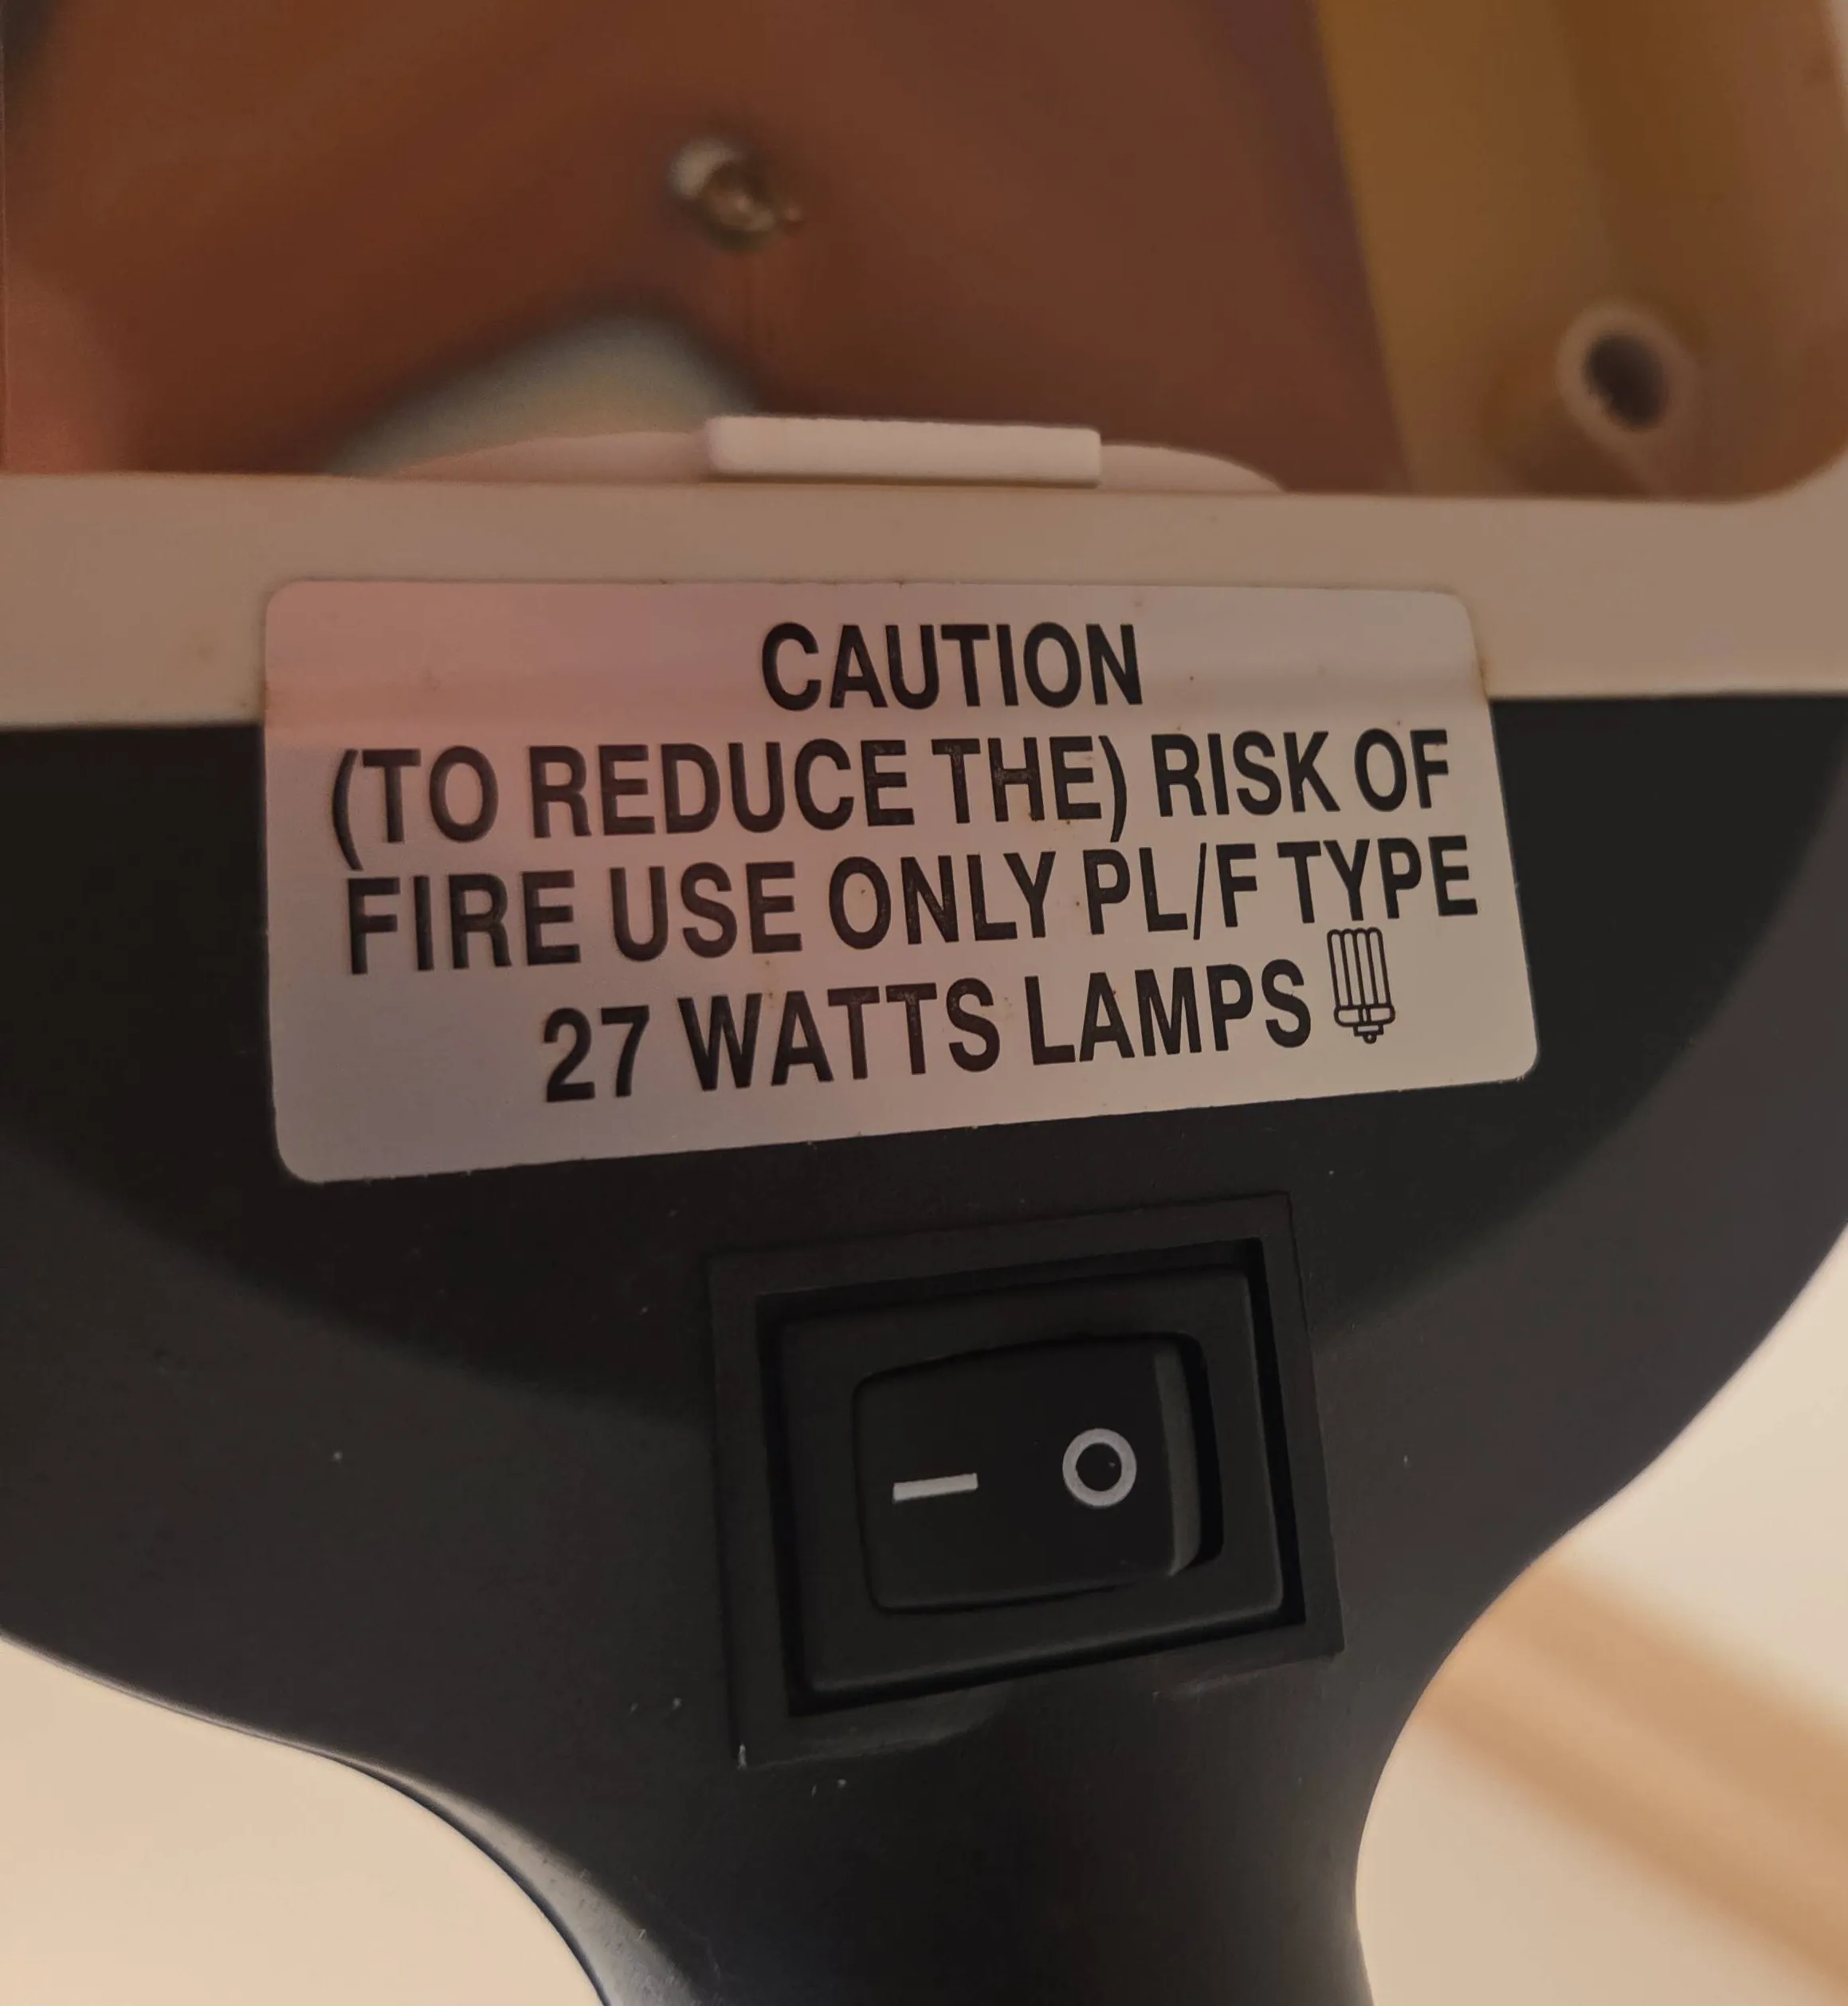 CAUTION
(TO REDUCE THE) RISK OF
FIRE USE ONLY PL/F TYPE
27 WATTS LAMPS